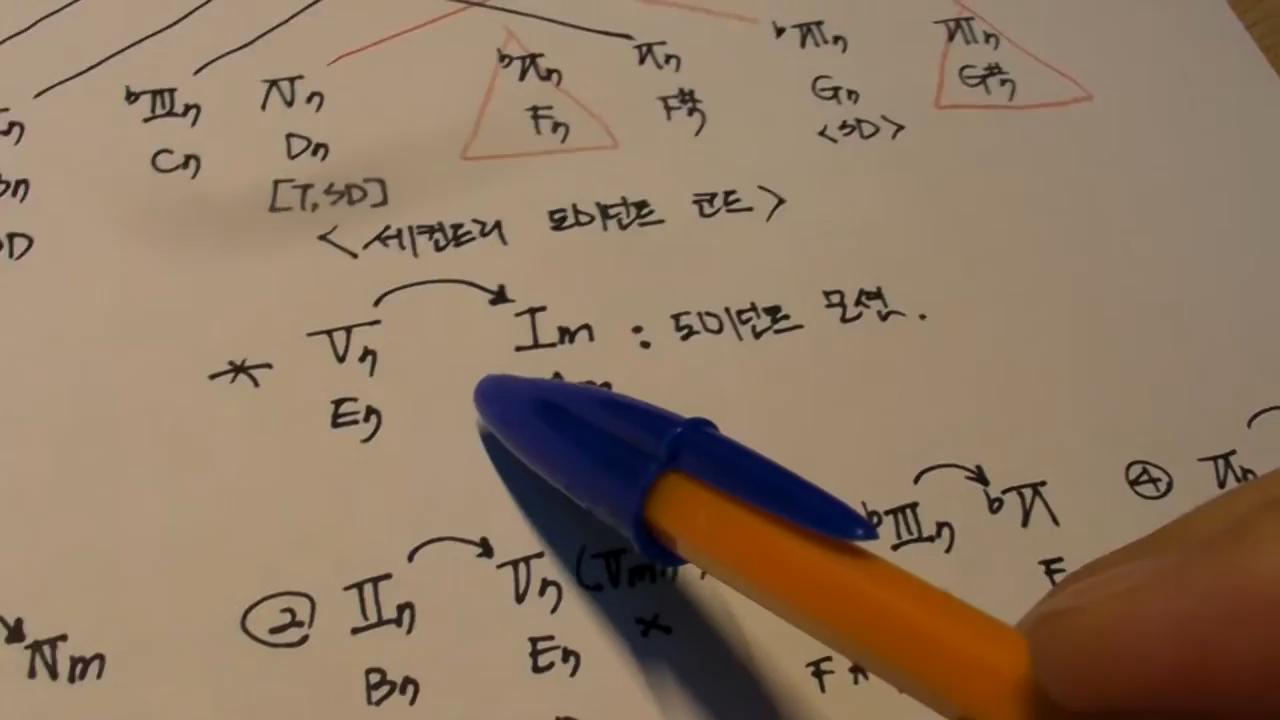 ♭Ⅲ7 Ⅳ7 ♭Ⅵ7 Ⅵ7 ♭Ⅶ7 Ⅶ7
C7 D7 F7 F#7 G7 G#7
[T, SD] <SD>
<세컨트리 도미넌트 코드>
* Ⅴ7 Ⅰm : 도미넌트 모션.
E7
♭Ⅲ7 ♭Ⅵ ④ Ⅵ7
② Ⅱ7 Ⅴ7 ×
Ⅳm B7 E7 F